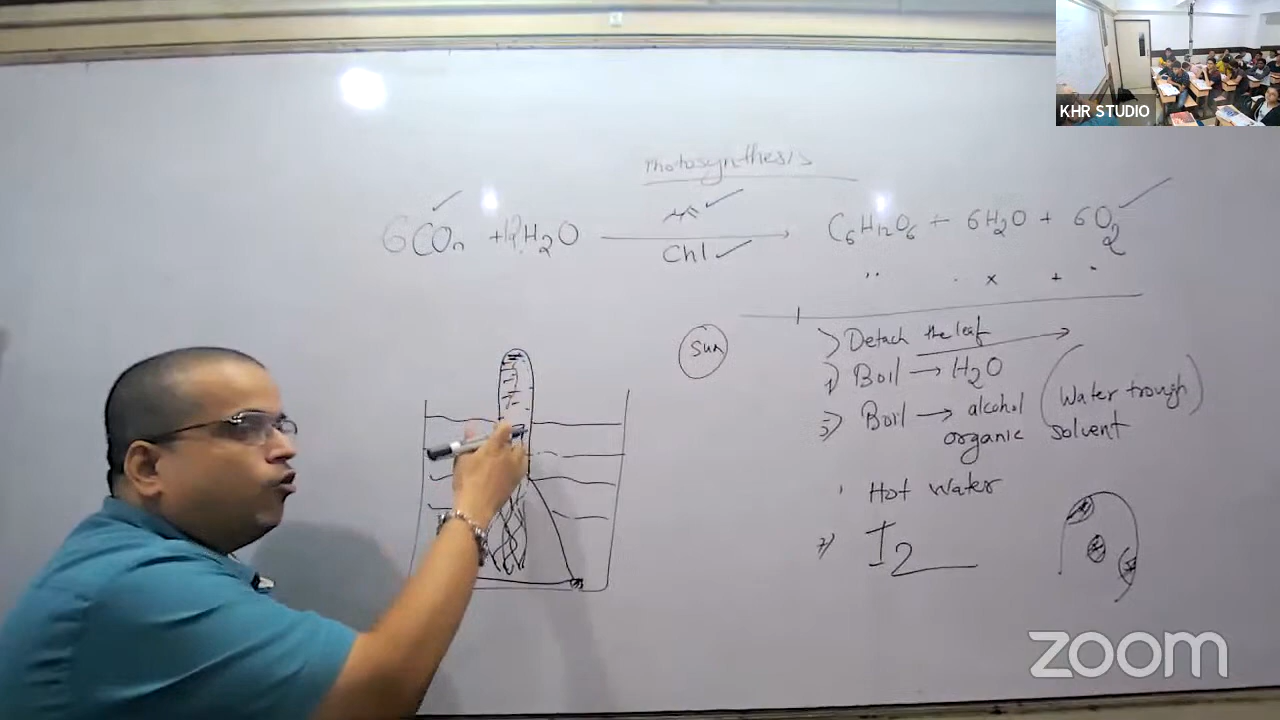 KHR STUDIO
Photosynthesis
6CO₂ + 12H₂O → Chl C₆H₁₂O₆ + 6H₂O + 6O₂
Sun
Detach the leaf
Boil → H₂O
Boil → alcohol (Water trough)
organic solvent
Hot water
I₂
zoom